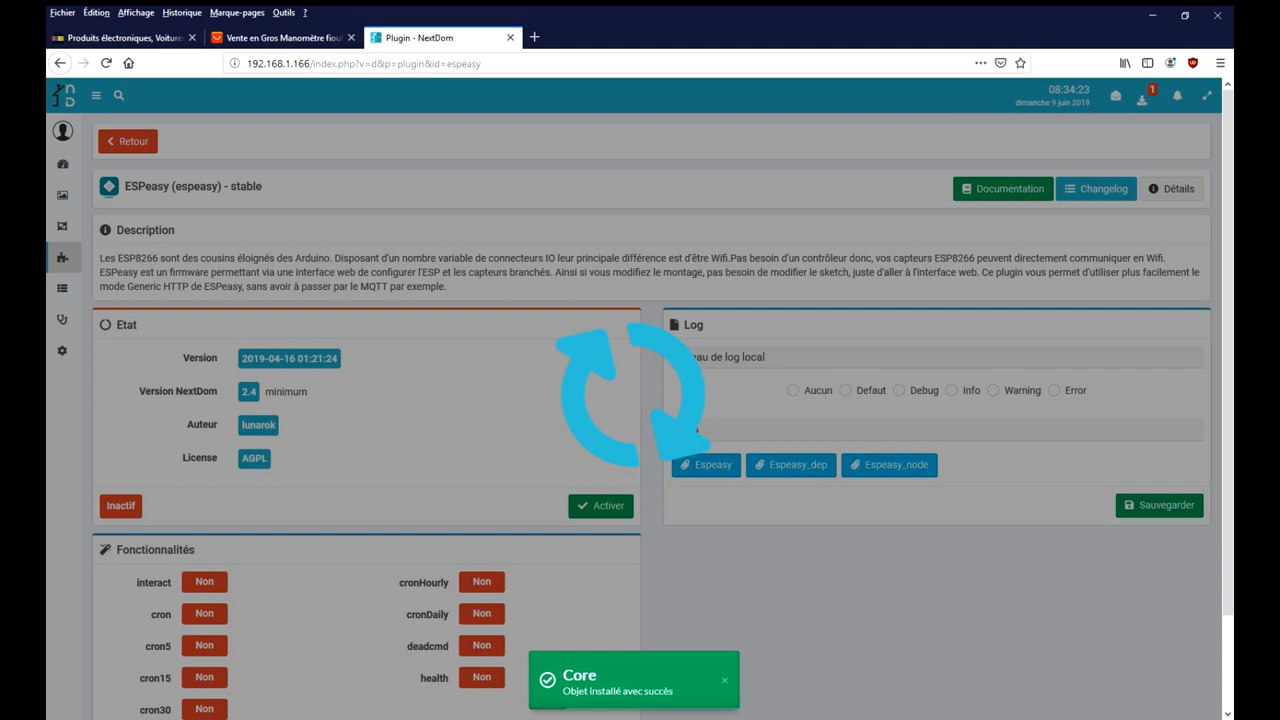 Fichier Édition Affichage Historique Marque-pages Outils ?
Produits électroniques, Voiture
Vente en Gros Manomètre fioul
Plugin - NextDom
192.168.1.166/index.php?v=d&p=plugin&id=espeasy
08:34:23
dimanche 9 juin 2019
1
Retour
ESPeasy (espeasy) - stable
Documentation
Changelog
Détails
Description
Les ESP8266 sont des cousins éloignés des Arduino. Disposant d'un nombre variable de connecteurs IO leur principale différence est d'être Wifi.Pas besoin d'un contrôleur donc, vos capteurs ESP8266 peuvent directement communiquer en Wifi.
ESPeasy est un firmware permettant via une interface web de configurer l'ESP et les capteurs branchés. Ainsi si vous modifiez le montage, pas besoin de modifier le sketch, juste d'aller à l'interface web. Ce plugin vous permet d'utiliser plus facilement le
mode Generic HTTP de ESPeasy, sans avoir à passer par le MQTT par exemple.
Etat
Version 2019-04-16 01:21:24
Version NextDom 2.4 minimum
Auteur lunarok
License AGPL
Inactif
Activer
Log
de log local
Aucun Defaut Debug Info Warning Error
Espeasy
Espeasy_dep
Espeasy_node
Sauvegarder
Fonctionnalités
interact Non cronHourly Non
cron Non cronDaily Non
cron5 Non deadcmd Non
cron15 Non health Non
cron30 Non
Core
Objet installé avec succès